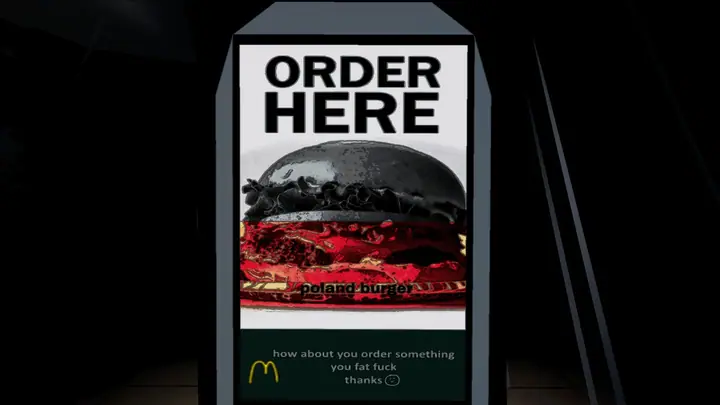 ORDER
HERE
poland burger
how about you order something
you fat fuck
thanks ☺